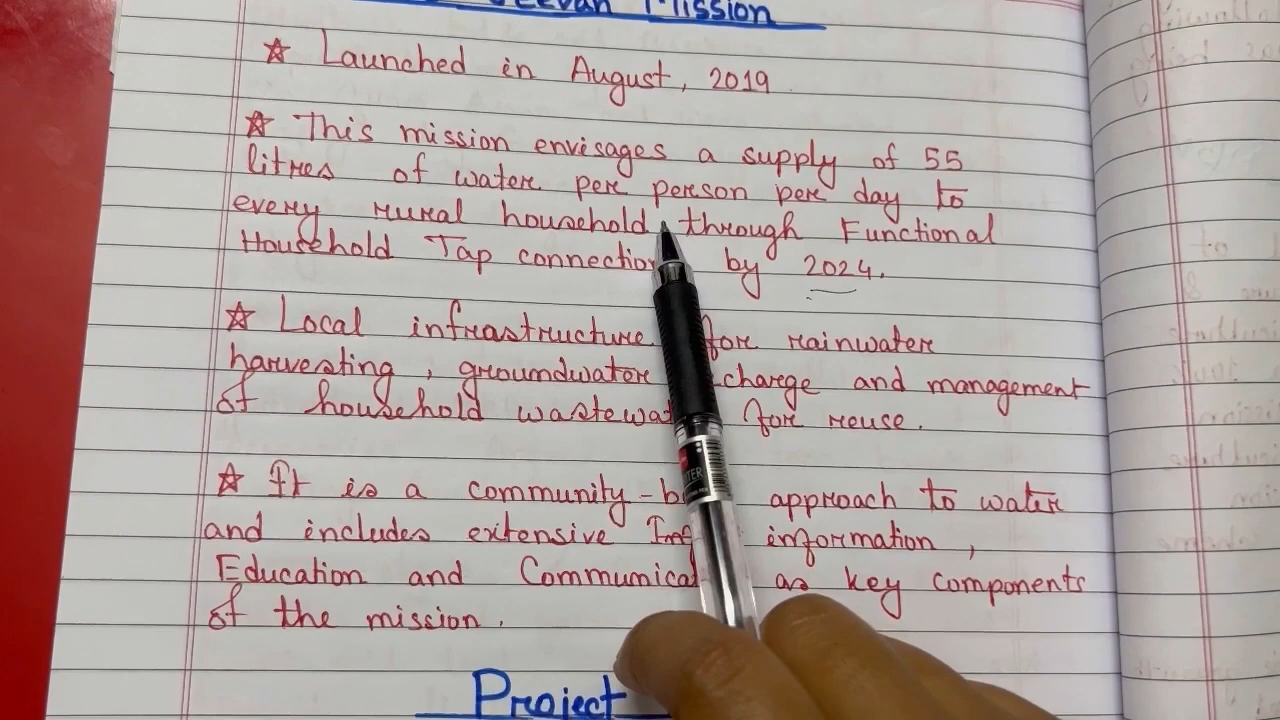 Jeevan Mission
☆ Launched in August, 2019
☆ This mission envisages a supply of 55
litres of water per person per day to
every rural household through Functional
Household Tap connection by 2024.
☆ Local infrastructure for rainwater
harvesting, groundwater charge and management
of household wastewat for reuse.
☆ It is a community-b approach to water
and includes extensive information,
Education and Communicat as key components
of the mission.
Project